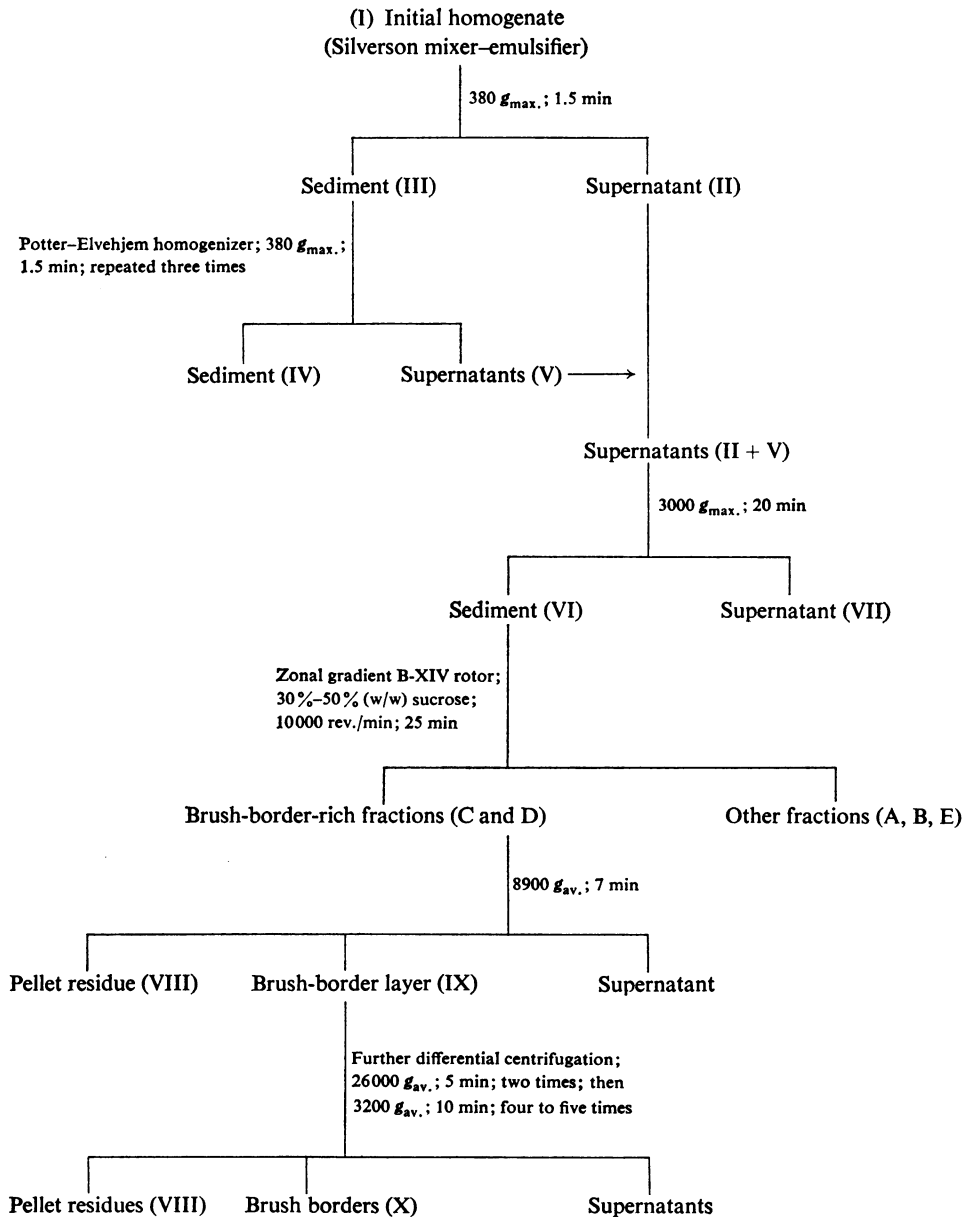 (I) Initial homogenate
(Silverson mixer–emulsifier)
380 gmax.; 1.5 min
Sediment (III)
Supernatant (II)
Potter–Elvehjem homogenizer; 380 gmax.;
1.5 min; repeated three times
Sediment (IV)
Supernatants (V)
Supernatants (II + V)
3000 gmax.; 20 min
Sediment (VI)
Supernatant (VII)
Zonal gradient B-XIV rotor;
30%–50% (w/w) sucrose;
10000 rev./min; 25 min
Brush-border-rich fractions (C and D)
Other fractions (A, B, E)
8900 gav.; 7 min
Pellet residue (VIII)
Brush-border layer (IX)
Supernatant
Further differential centrifugation;
26000 gav.; 5 min; two times; then
3200 gav.; 10 min; four to five times
Pellet residues (VIII)
Brush borders (X)
Supernatants